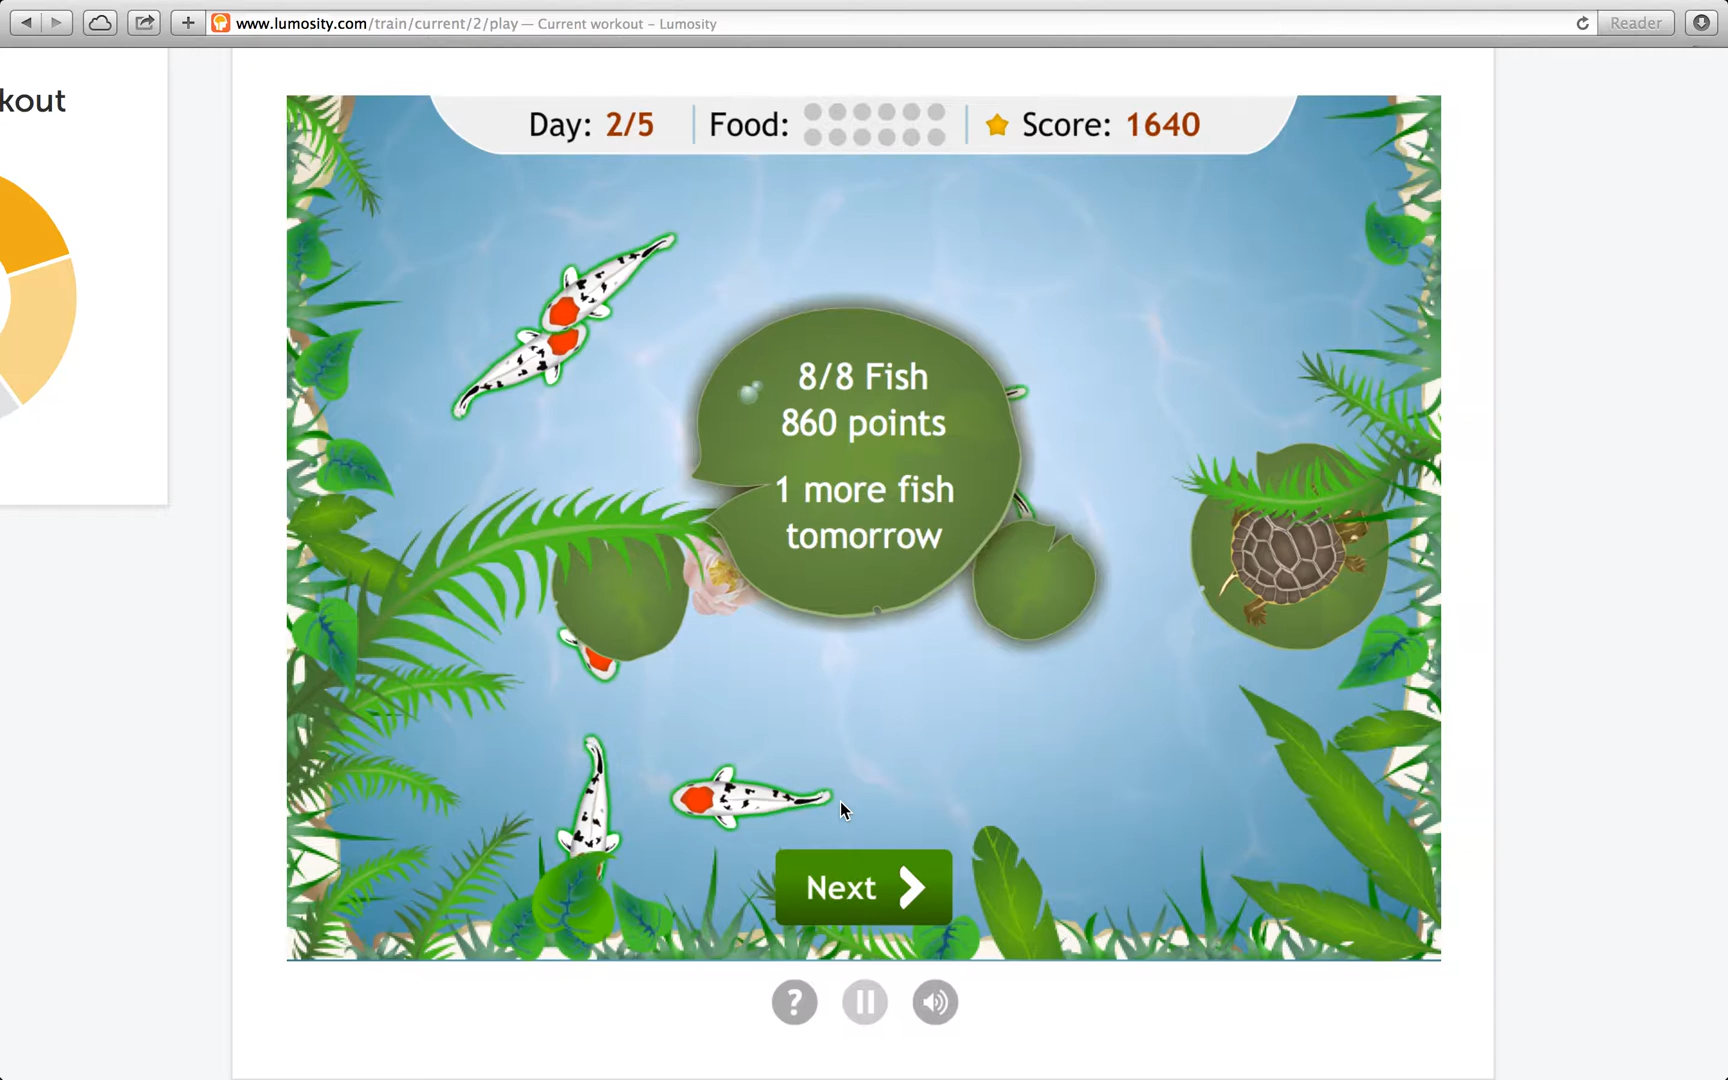 www.lumosity.com/train/current/2/play — Current workout – Lumosity
Reader
kout
Day: 2/5
Food:
Score: 1640
8/8 Fish
860 points
1 more fish
tomorrow
Next
?